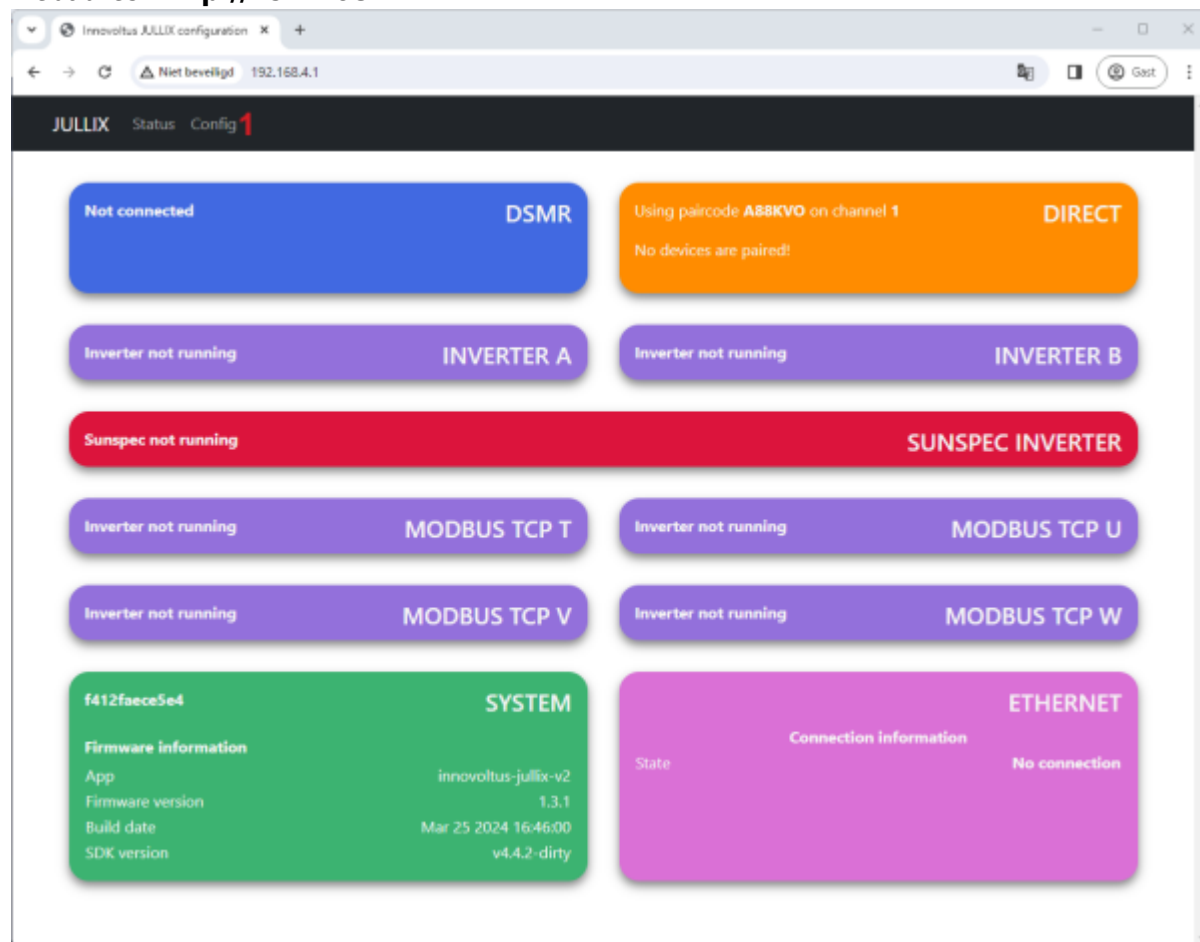 Innovoltus JULLIX configuration
Niet beveiligd 192.168.4.1
Gast
JULLIX Status Config 1
Not connected DSMR
Using paircode A88KVO on channel 1 DIRECT
No devices are paired!
Inverter not running INVERTER A
Inverter not running INVERTER B
Sunspec not running SUNSPEC INVERTER
Inverter not running MODBUS TCP T
Inverter not running MODBUS TCP U
Inverter not running MODBUS TCP V
Inverter not running MODBUS TCP W
f412faece5e4 SYSTEM
Firmware information
App innovoltus-jullix-v2
Firmware version 1.3.1
Build date Mar 25 2024 16:46:00
SDK version v4.4.2-dirty
ETHERNET
Connection information
State No connection